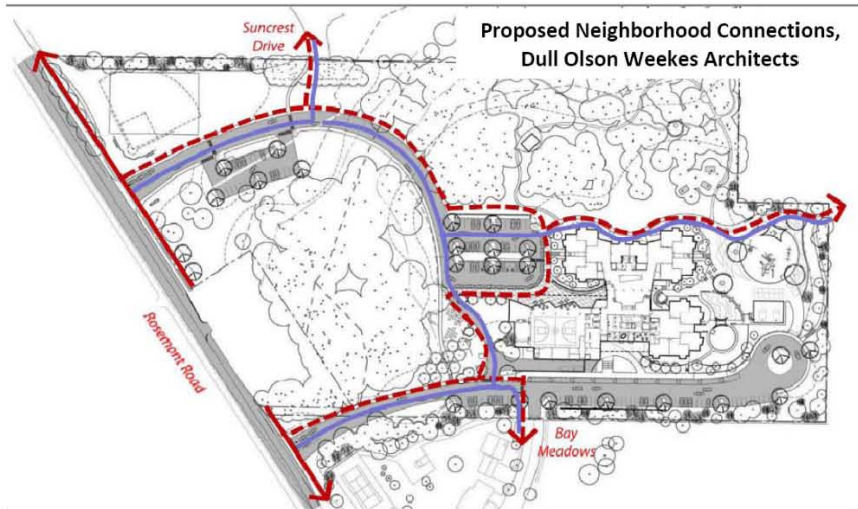 Proposed Neighborhood Connections,
Dull Olson Weekes Architects
Suncrest
Drive
Rosemont Road
Bay
Meadows